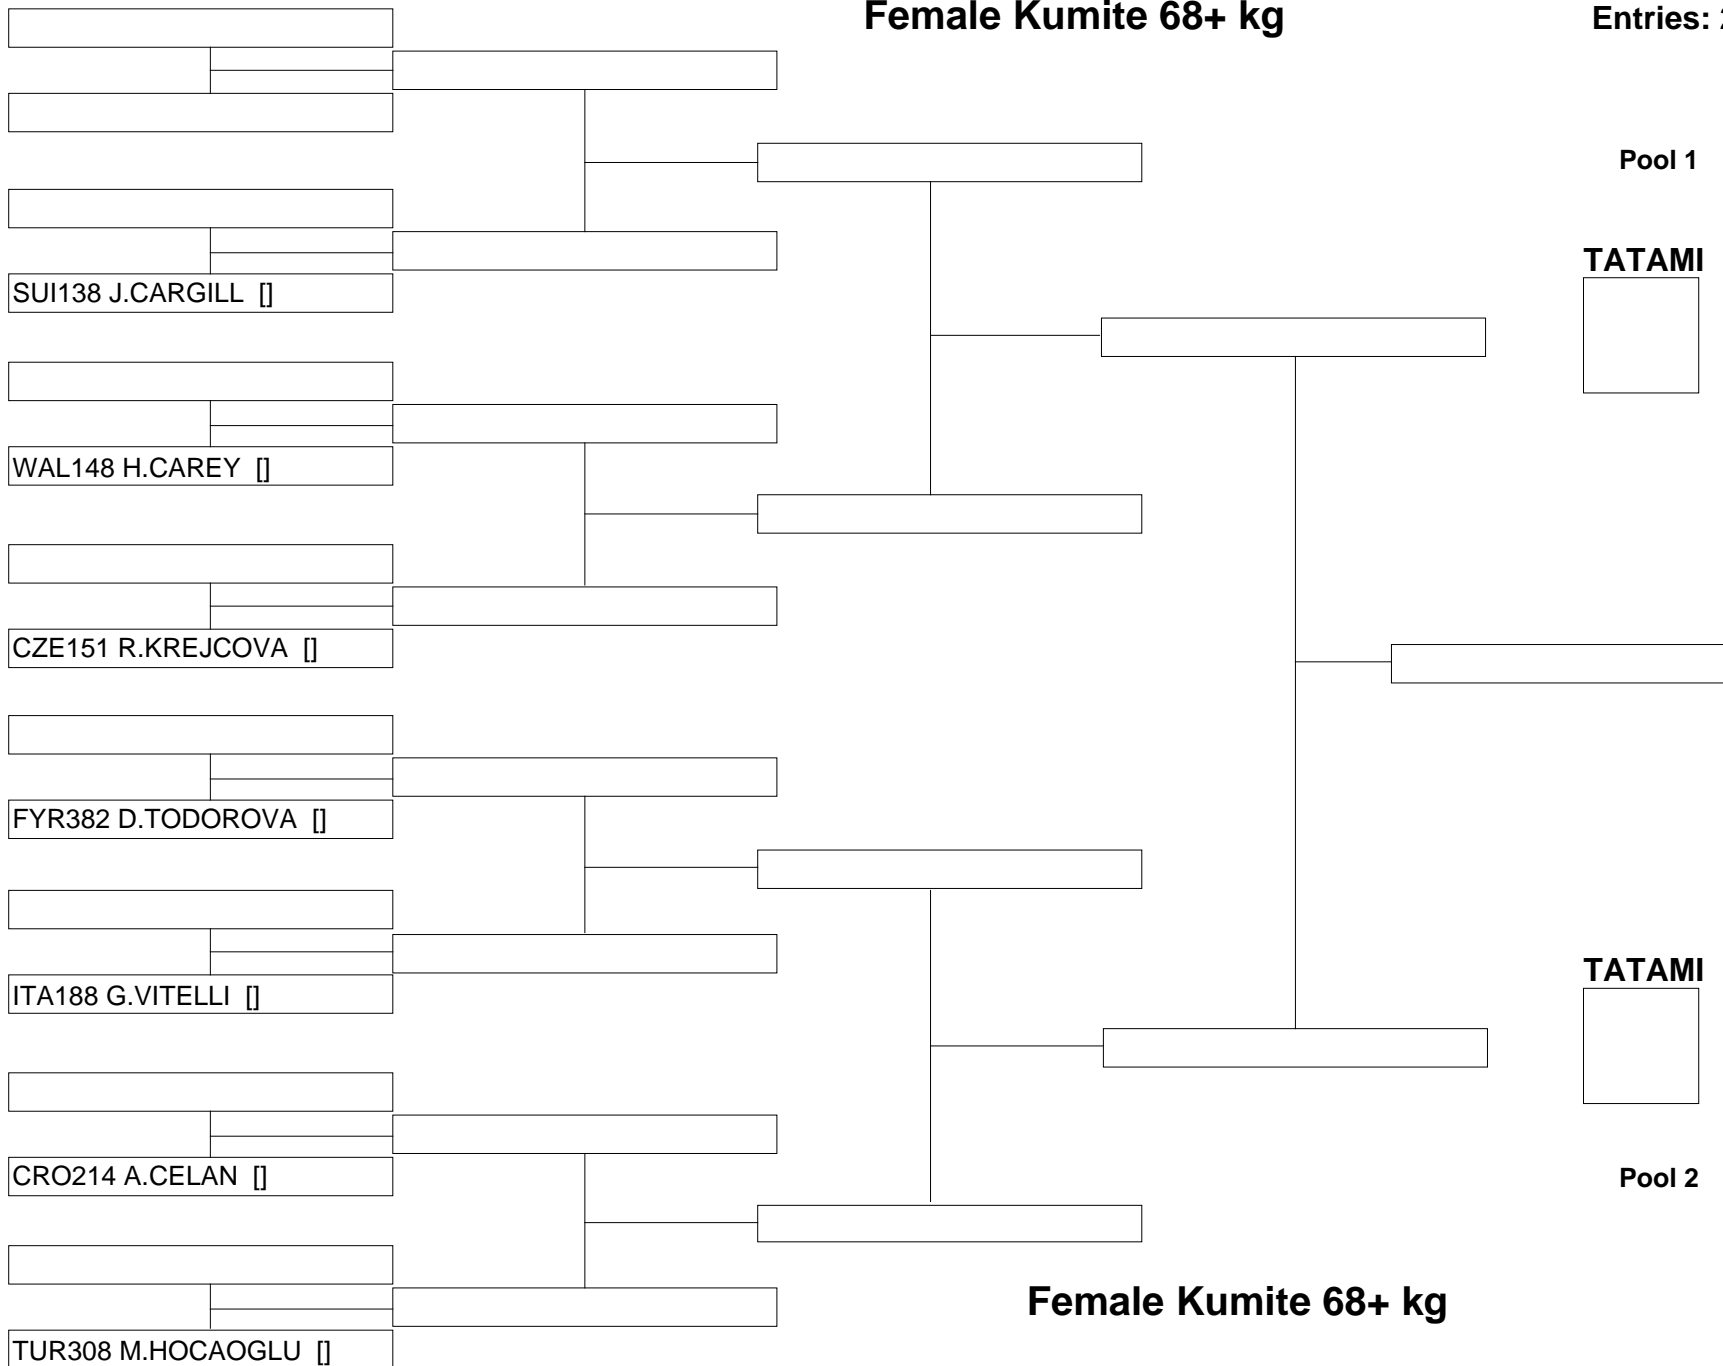 Female Kumite 68+ kg
Entries:
Pool 1
TATAMI
SUI138 J.CARGILL []
WAL148 H.CAREY []
CZE151 R.KREJCOVA []
FYR382 D.TODOROVA []
ITA188 G.VITELLI []
TATAMI
CRO214 A.CELAN []
Pool 2
Female Kumite 68+ kg
TUR308 M.HOCAOGLU []